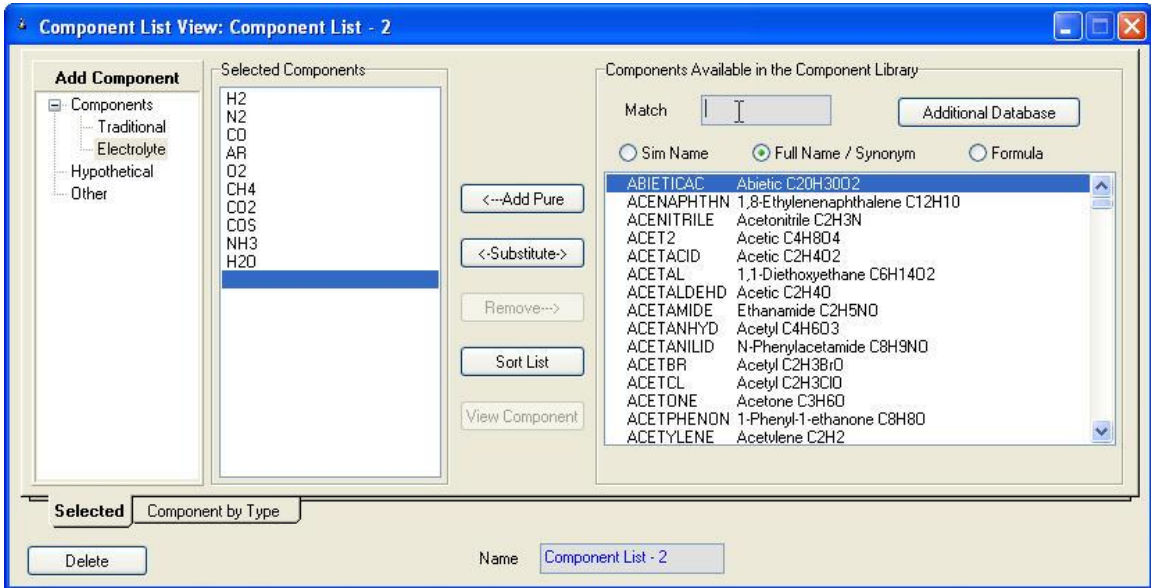 Component List View: Component List - 2
Add Component
Components
Traditional
Electrolyte
Hypothetical
Other
Selected Components
H2
N2
CO
AR
O2
CH4
CO2
COS
NH3
H2O
<---Add Pure
<-Substitute->
Remove--->
Sort List
View Component
Components Available in the Component Library
Match
Additional Database
Sim Name Full Name / Synonym Formula
ABIETICAC Abietic C20H30O2
ACENAPHTHN 1,8-Ethylenenaphthalene C12H10
ACENITRILE Acetonitrile C2H3N
ACET2 Acetic C4H8O4
ACETACID Acetic C2H4O2
ACETAL 1,1-Diethoxyethane C6H14O2
ACETALDEHD Acetic C2H4O
ACETAMIDE Ethanamide C2H5NO
ACETANHYD Acetyl C4H6O3
ACETANILID N-Phenylacetamide C8H9NO
ACETBR Acetyl C2H3BrO
ACETCL Acetyl C2H3ClO
ACETONE Acetone C3H6O
ACETPHENON 1-Phenyl-1-ethanone C8H8O
ACETYLENE Acetylene C2H2
Selected Component by Type
Delete
Name Component List - 2